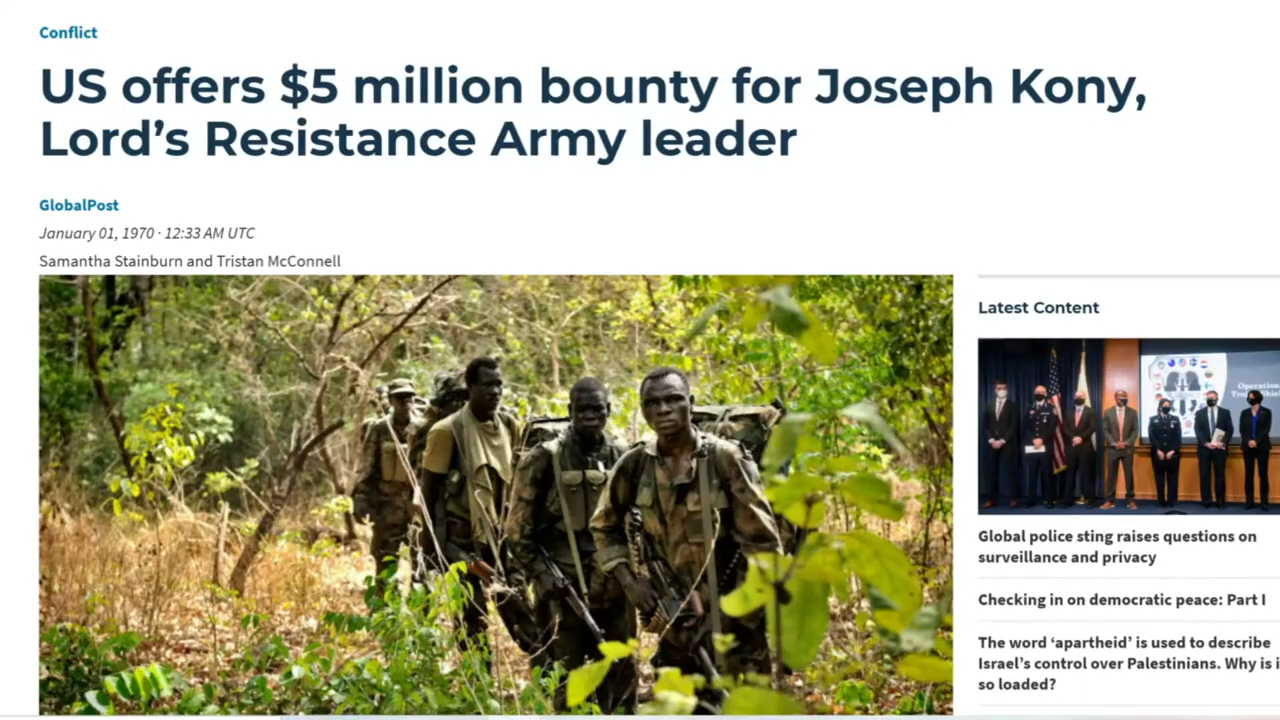 Conflict
US offers $5 million bounty for Joseph Kony,
Lord’s Resistance Army leader
GlobalPost
January 01, 1970 · 12:33 AM UTC
Samantha Stainburn and Tristan McConnell
Latest Content
Operation
Global police sting raises questions on
surveillance and privacy
Checking in on democratic peace: Part I
The word ‘apartheid’ is used to describe
Israel’s control over Palestinians. Why is i
so loaded?